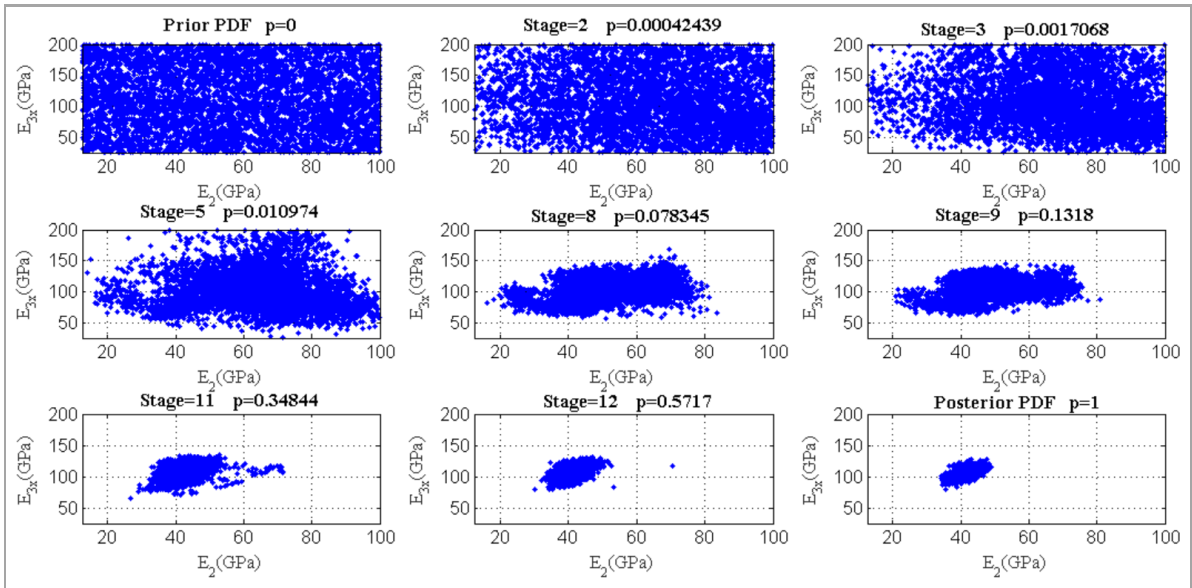 Prior PDF p=0
Stage=2 p=0.00042439
Stage=3 p=0.0017068
E3x(GPa)
200
150
100
50
20 40 60 80 100
E2(GPa)
E3x(GPa)
200
150
100
50
20 40 60 80 100
E2(GPa)
E3x(GPa)
200
150
100
50
20 40 60 80 100
E2(GPa)
Stage=5 p=0.010974
Stage=8 p=0.078345
Stage=9 p=0.1318
E3x(GPa)
200
150
100
50
20 40 60 80 100
E2(GPa)
E3x(GPa)
200
150
100
50
20 40 60 80 100
E2(GPa)
E3x(GPa)
200
150
100
50
20 40 60 80 100
E2(GPa)
Stage=11 p=0.34844
Stage=12 p=0.5717
Posterior PDF p=1
E3x(GPa)
200
150
100
50
20 40 60 80 100
E2(GPa)
E3x(GPa)
200
150
100
50
20 40 60 80 100
E2(GPa)
E3x(GPa)
200
150
100
50
20 40 60 80 100
E2(GPa)